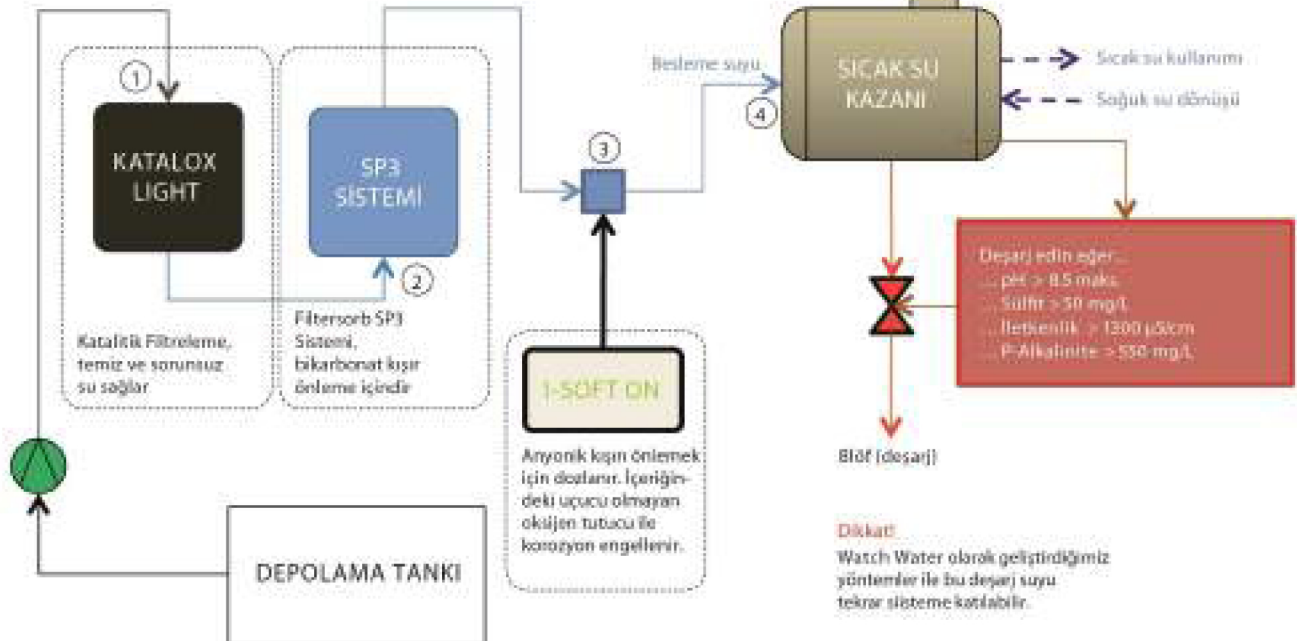 1
KATALOX
LIGHT
Katalitik Filtreleme,
temiz ve sorunsuz
su sağlar
SP3
SİSTEMİ
2
Filtersorb SP3
Sistemi,
bikarbonat kışır
önleme içindir
3
I-SOFT ON
Anyonik kışın önlemek
için dozlanır. İçeriğin-
deki uçucu olmayan
oksijen tutucu ile
korozyon engellenir.
DEPOLAMA TANKI
Besleme suyu
4
SICAK SU
KAZANI
Sıcak su kullanımı
Soğuk su dönüşü
Deşarj edin eğer...
... pH > 8.5 maks.
... Sülfit > 50 mg/L
... İletkenlik > 1300 µS/cm
... P-Alkalinite > 550 mg/L
Blöf (deşarj)
Dikkat!
Watch Water olarak geliştirdiğimiz
yöntemler ile bu deşarj suyu
tekrar sisteme katılabilir.